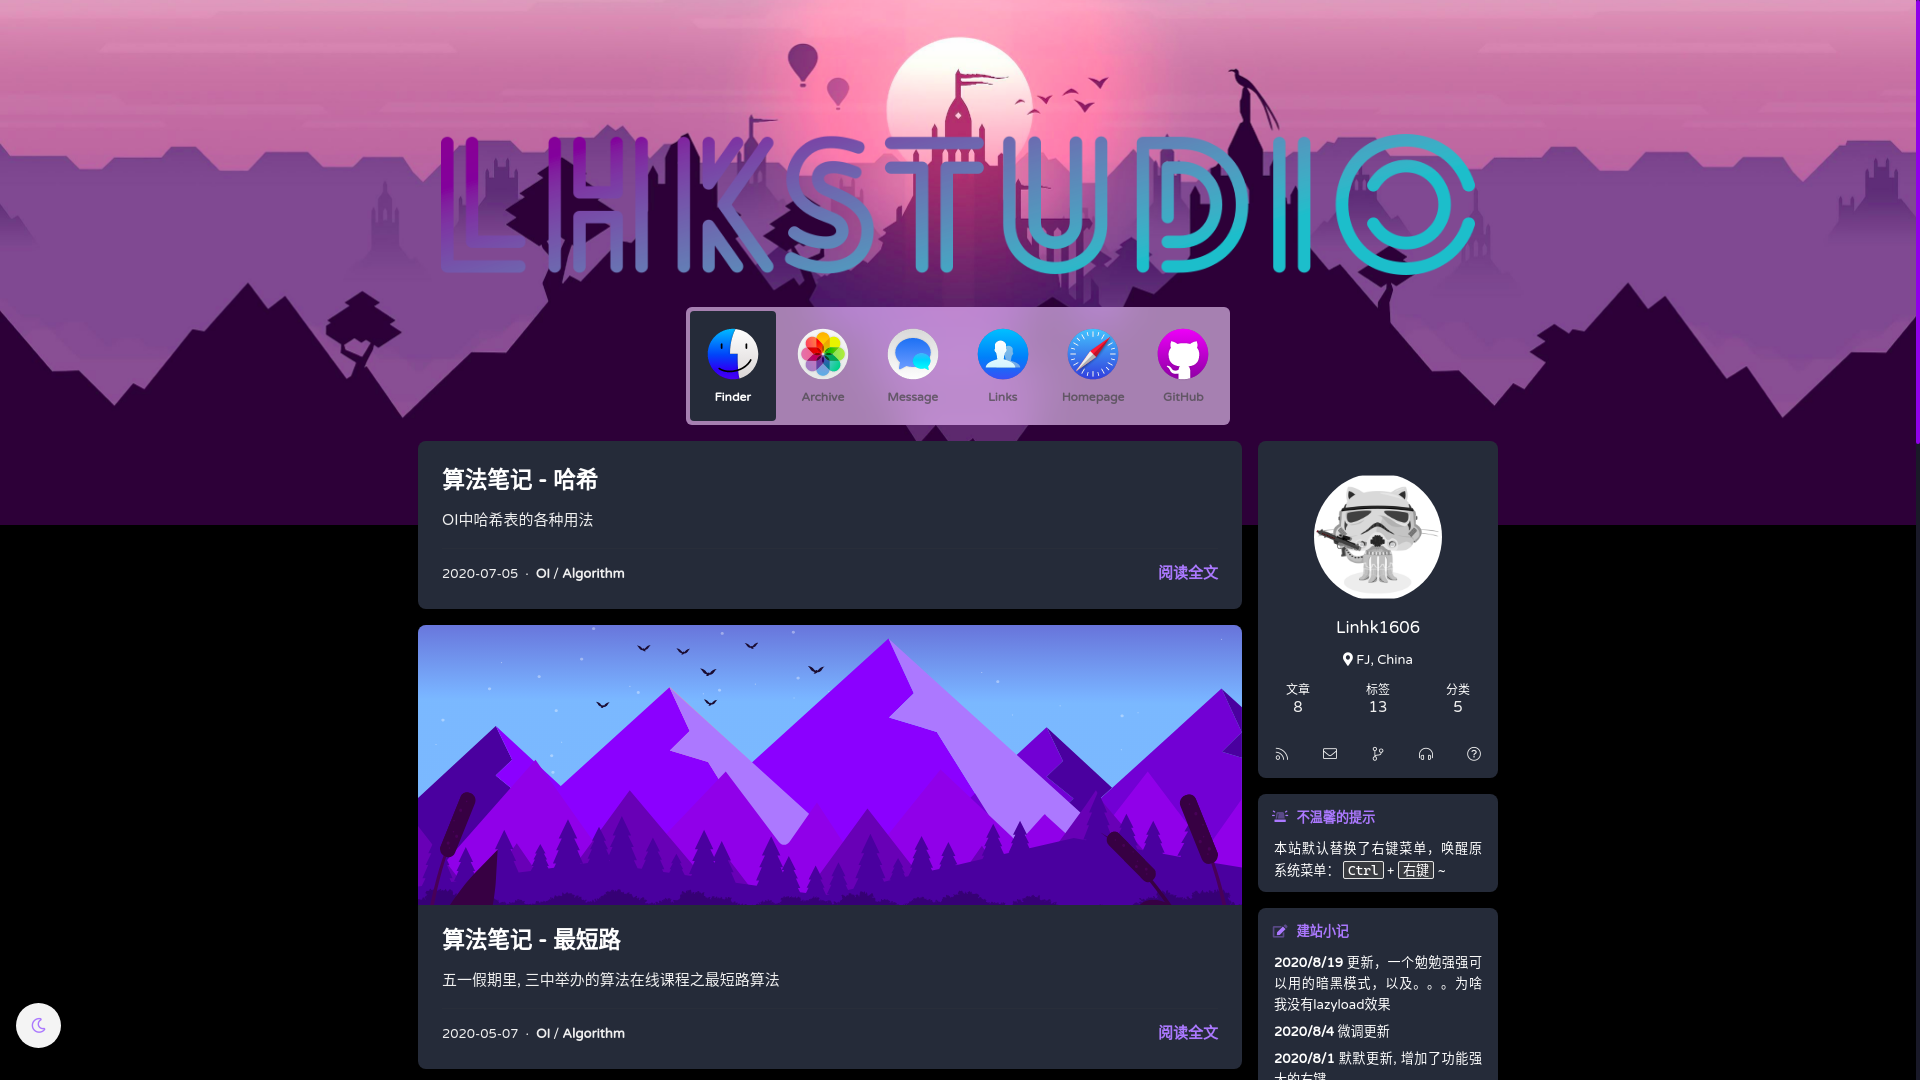 LHKSTUDIO
Finder
Archive
Message
Links
Homepage
GitHub
算法笔记 - 哈希
OI中哈希表的各种用法
2020-07-05 · OI / Algorithm
阅读全文
算法笔记 - 最短路
五一假期里, 三中举办的算法在线课程之最短路算法
2020-05-07 · OI / Algorithm
阅读全文
Linhk1606
FJ, China
文章 标签 分类
8 13 5
不温馨的提示
本站默认替换了右键菜单，唤醒原
系统菜单： Ctrl + 右键 ~
建站小记
2020/8/19 更新，一个勉勉强强可
以用的暗黑模式，以及。。。为啥
我没有lazyload效果
2020/8/4 微调更新
2020/8/1 默默更新, 增加了功能强
大的右键